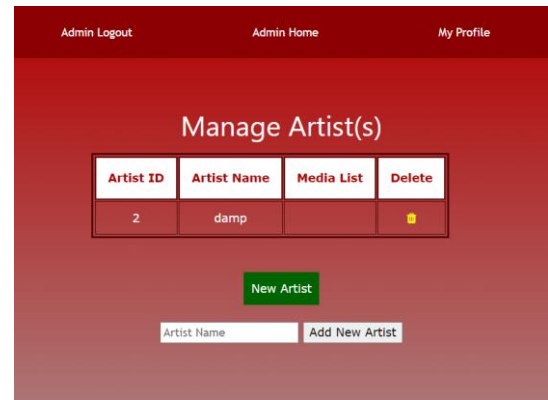 Admin Logout Admin Home My Profile
Manage Artist(s)
Artist ID Artist Name Media List Delete
2 damp
New Artist
Artist Name Add New Artist